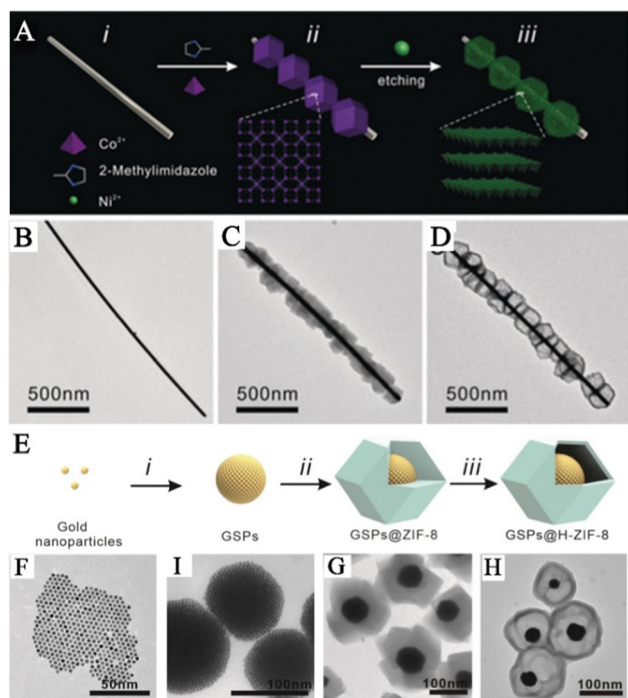 A
i
ii
iii
etching
Co2+
2-Methylimidazole
Ni2+
B
C
D
500nm
500nm
500nm
E
i
ii
iii
Gold
nanoparticles
GSPs
GSPs@ZIF-8
GSPs@H-ZIF-8
F
I
G
H
50nm
100nm
100nm
100nm